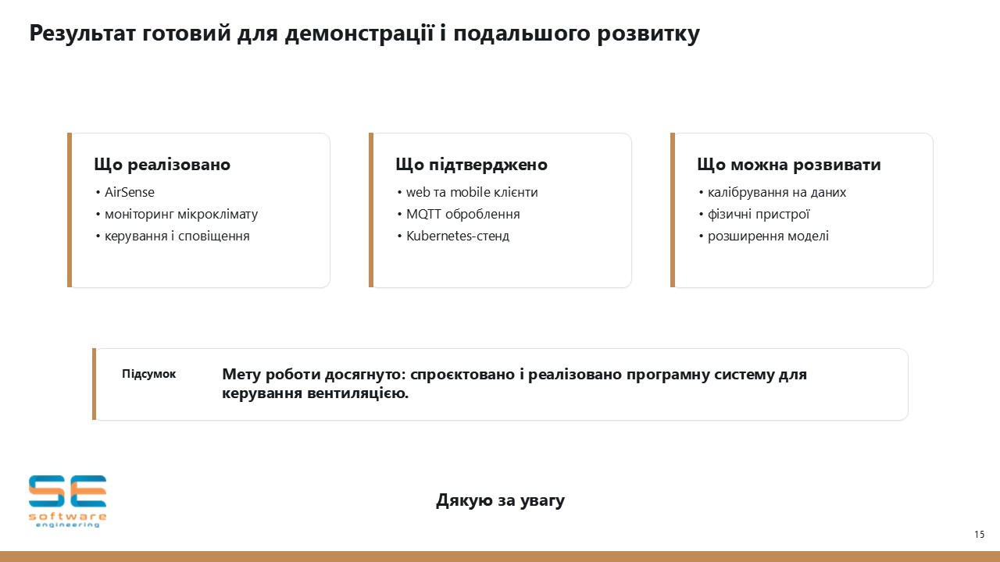 Результат готовий для демонстрації і подальшого розвитку
Що реалізовано
• AirSense
• моніторинг мікроклімату
• керування і сповіщення
Що підтверджено
• web та mobile клієнти
• MQTT оброблення
• Kubernetes-стенд
Що можна розвивати
• калібрування на даних
• фізичні пристрої
• розширення моделі
Підсумок
Мету роботи досягнуто: спроєктовано і реалізовано програмну систему для
керування вентиляцією.
SE
software
engineering
Дякую за увагу
15